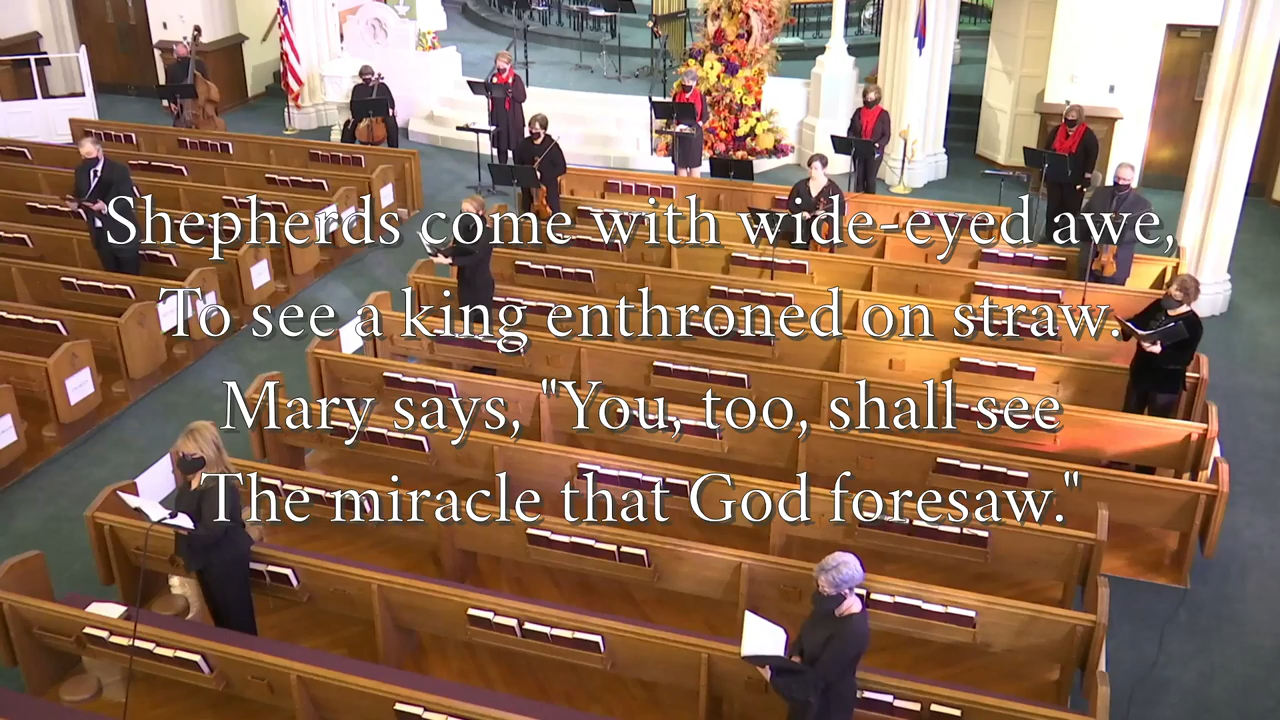 Shepherds come with wide-eyed awe,
To see a king enthroned on straw.
Mary says, "You, too, shall see
The miracle that God foresaw."